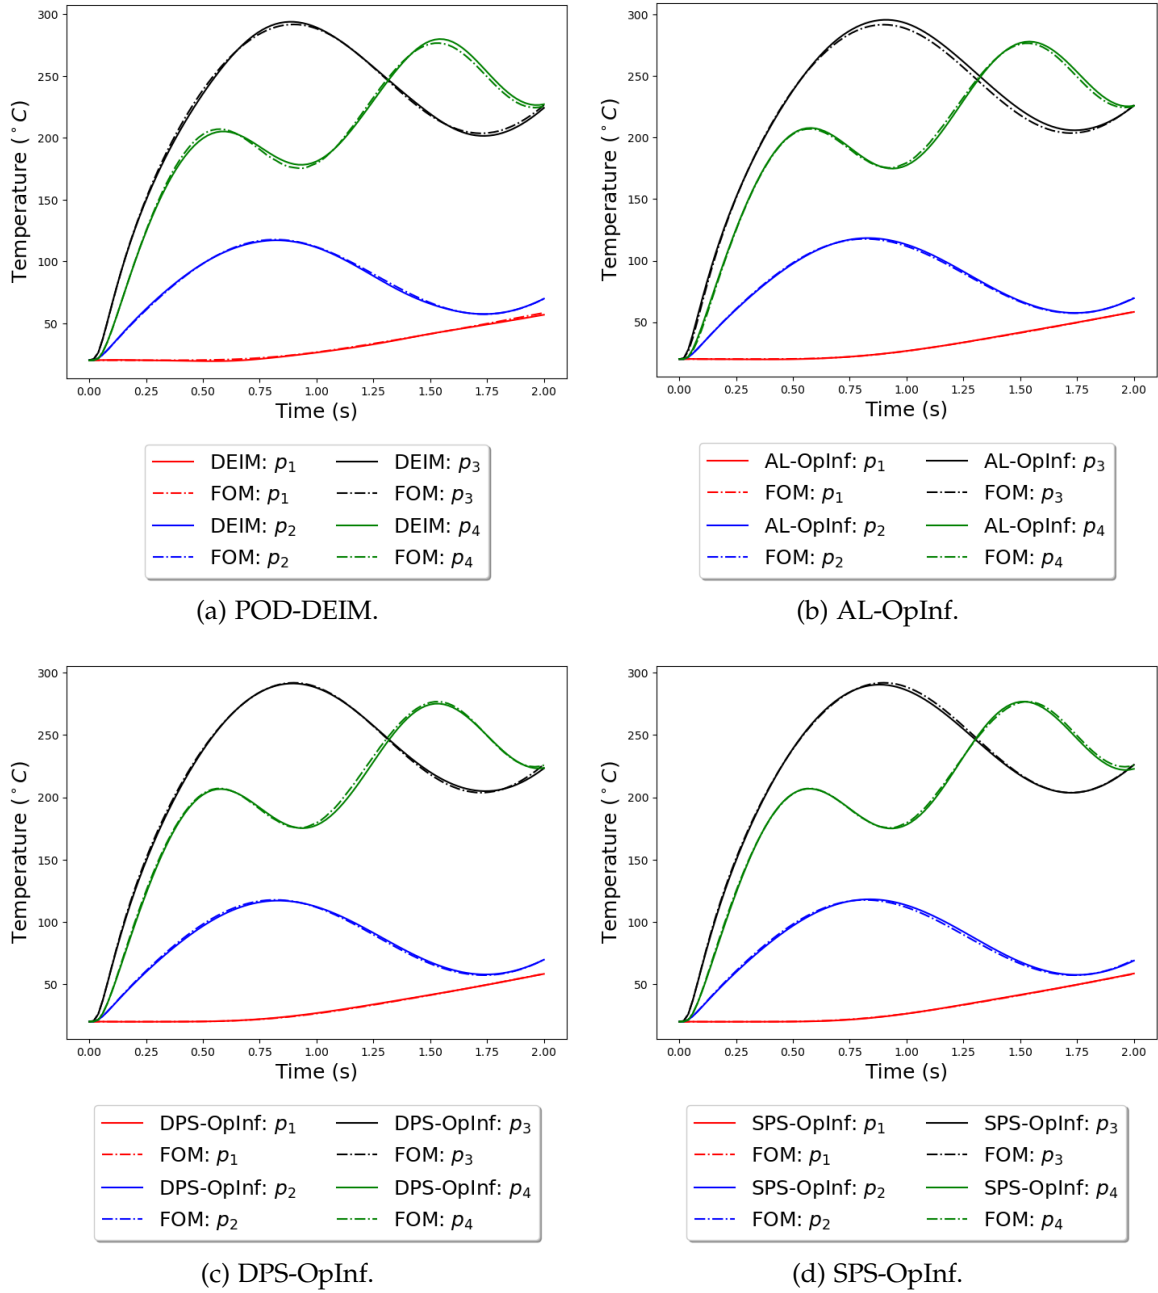 300
250
200
150
100
50
Temperature (°C)
0.00 0.25 0.50 0.75 1.00 1.25 1.50 1.75 2.00
Time (s)
DEIM: p1 DEIM: p3
FOM: p1 FOM: p3
DEIM: p2 DEIM: p4
FOM: p2 FOM: p4
(a) POD-DEIM.
300
250
200
150
100
50
Temperature (°C)
0.00 0.25 0.50 0.75 1.00 1.25 1.50 1.75 2.00
Time (s)
AL-OpInf: p1 AL-OpInf: p3
FOM: p1 FOM: p3
AL-OpInf: p2 AL-OpInf: p4
FOM: p2 FOM: p4
(b) AL-OpInf.
300
250
200
150
100
50
Temperature (°C)
0.00 0.25 0.50 0.75 1.00 1.25 1.50 1.75 2.00
Time (s)
DPS-OpInf: p1 DPS-OpInf: p3
FOM: p1 FOM: p3
DPS-OpInf: p2 DPS-OpInf: p4
FOM: p2 FOM: p4
(c) DPS-OpInf.
300
250
200
150
100
50
Temperature (°C)
0.00 0.25 0.50 0.75 1.00 1.25 1.50 1.75 2.00
Time (s)
SPS-OpInf: p1 SPS-OpInf: p3
FOM: p1 FOM: p3
SPS-OpInf: p2 SPS-OpInf: p4
FOM: p2 FOM: p4
(d) SPS-OpInf.